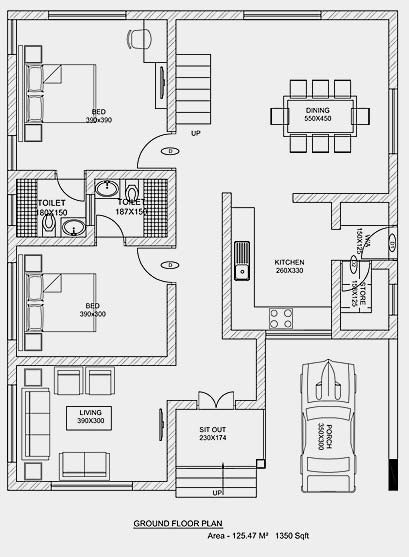 BED
390x390
UP
DINING
550X450
TOILET
180X150
TOILET
187X150
D
W.A
150X125
D
D
KITCHEN
260X330
STORE
150X125
BED
390x300
D
LIVING
390X300
SIT OUT
230X174
PORCH
350X300
UP
GROUND FLOOR PLAN
Area - 125.47 M² 1350 Sqft